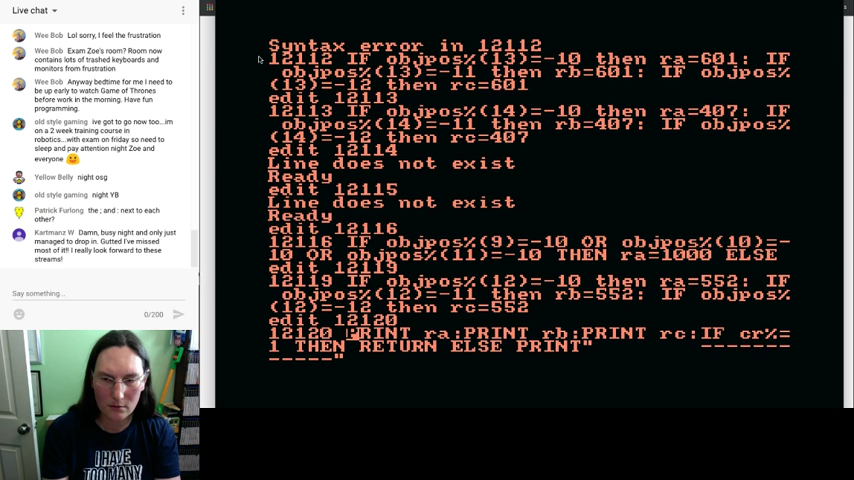 Live chat
Wee Bob Lol sorry, I feel the frustration
Wee Bob Exam Zoe's room? Room now
contains lots of trashed keyboards and
monitors from frustration
Wee Bob Anyway bedtime for me I need to
be up early to watch Game of Thrones
before work in the morning. Have fun
programming.
old style gaming ive got to go now too...im
on a 2 week training course in
robotics...with exam on friday so need to
sleep and pay attention night Zoe and
everyone
Yellow Belly night osg
old style gaming night YB
Patrick Furlong the ; and : next to each
other?
Kartmanz W Damn, busy night and only just
managed to drop in. Gutted I've missed
most of it!! I really look forward to these
streams!
Say something...
0/200
Syntax error in 12112
12112 IF objpos%(13)=-10 then ra=601: IF
objpos%(13)=-11 then rb=601: IF objpos%
(13)=-12 then rc=601
edit 12113
12113 IF objpos%(14)=-10 then ra=407: IF
objpos%(14)=-11 then rb=407: IF objpos%
(14)=-12 then rc=407
edit 12114
Line does not exist
Ready
edit 12115
Line does not exist
Ready
edit 12116
12116 IF objpos%(9)=-10 OR objpos%(10)=-
10 OR objpos%(11)=-10 THEN ra=1000 ELSE
edit 12119
12119 IF objpos%(12)=-10 then ra=552: IF
objpos%(12)=-11 then rb=552: IF objpos%
(12)=-12 then rc=552
edit 12120
12120 PRINT ra:PRINT rb:PRINT rc:IF cr%=
1 THEN RETURN ELSE PRINT" -------
-----"
I HAVE
TOO MANY